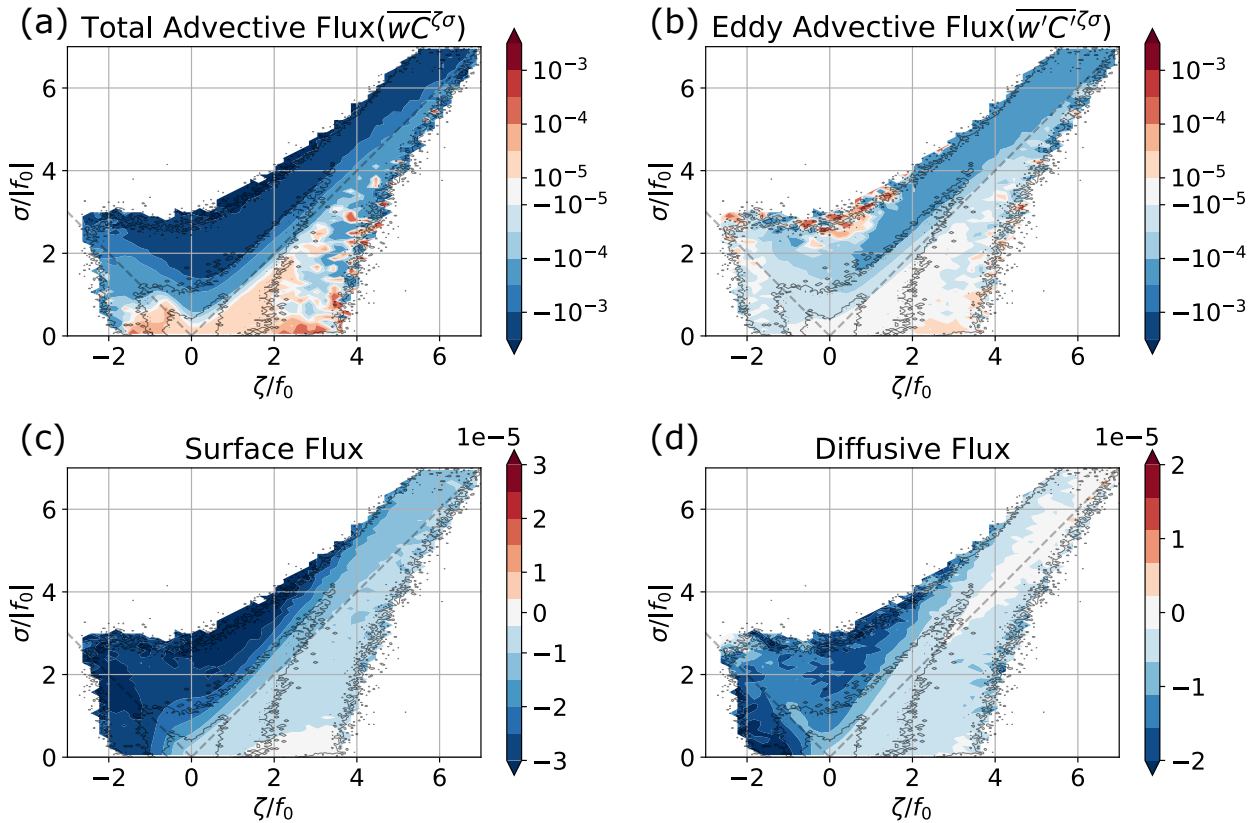 (a) Total Advective Flux(wC^ζσ)
σ/|f₀|
6
4
2
0
−2 0 2 4 6
ζ/f₀
10⁻³
10⁻⁴
10⁻⁵
−10⁻⁵
−10⁻⁴
−10⁻³
(b) Eddy Advective Flux(w′C′^ζσ)
σ/|f₀|
6
4
2
0
−2 0 2 4 6
ζ/f₀
10⁻³
10⁻⁴
10⁻⁵
−10⁻⁵
−10⁻⁴
−10⁻³
(c) Surface Flux
1e−5
σ/|f₀|
6
4
2
0
−2 0 2 4 6
ζ/f₀
3
2
1
0
−1
−2
−3
(d) Diffusive Flux
1e−5
σ/|f₀|
6
4
2
0
−2 0 2 4 6
ζ/f₀
2
1
0
−1
−2